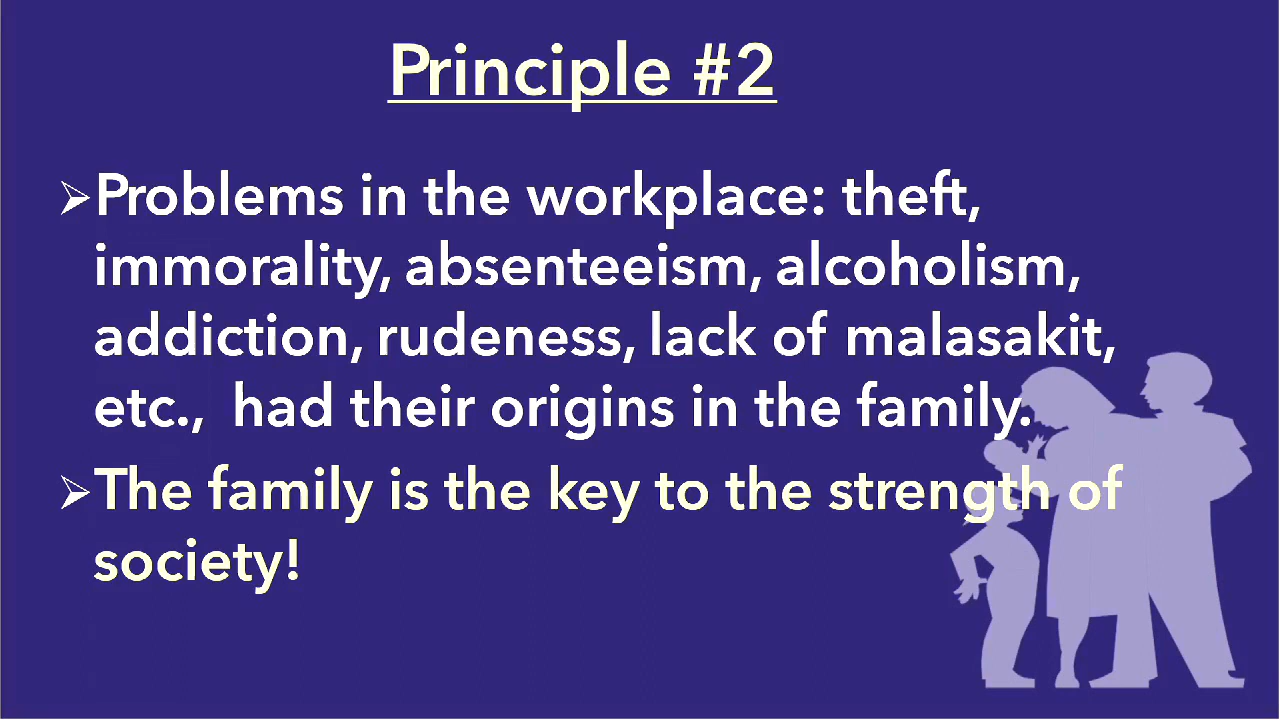 Principle #2
➢Problems in the workplace: theft,
immorality, absenteeism, alcoholism,
addiction, rudeness, lack of malasakit,
etc.,  had their origins in the family.
➢The family is the key to the strength of
society!